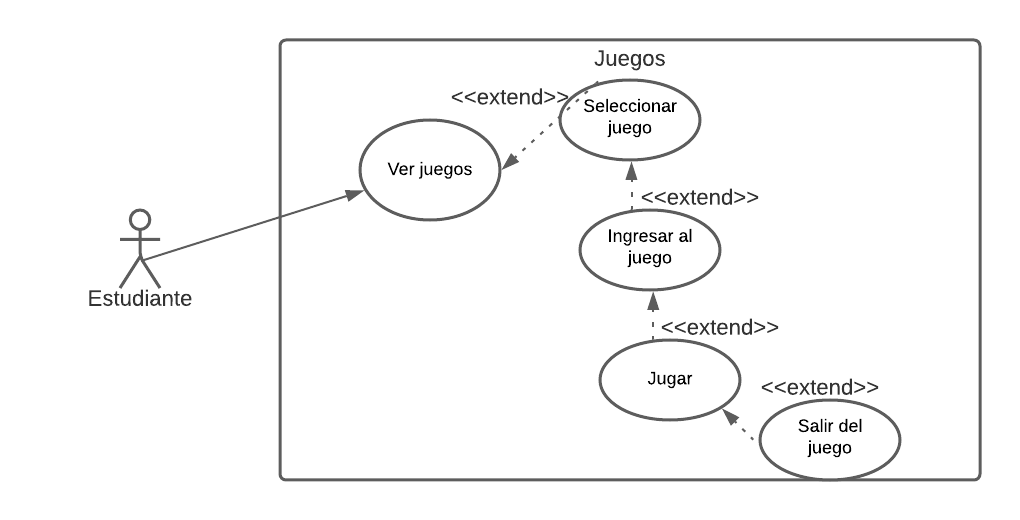 Juegos
<<extend>>
Seleccionar
juego
Ver juegos
<<extend>>
Ingresar al
juego
Estudiante
<<extend>>
Jugar
<<extend>>
Salir del
juego